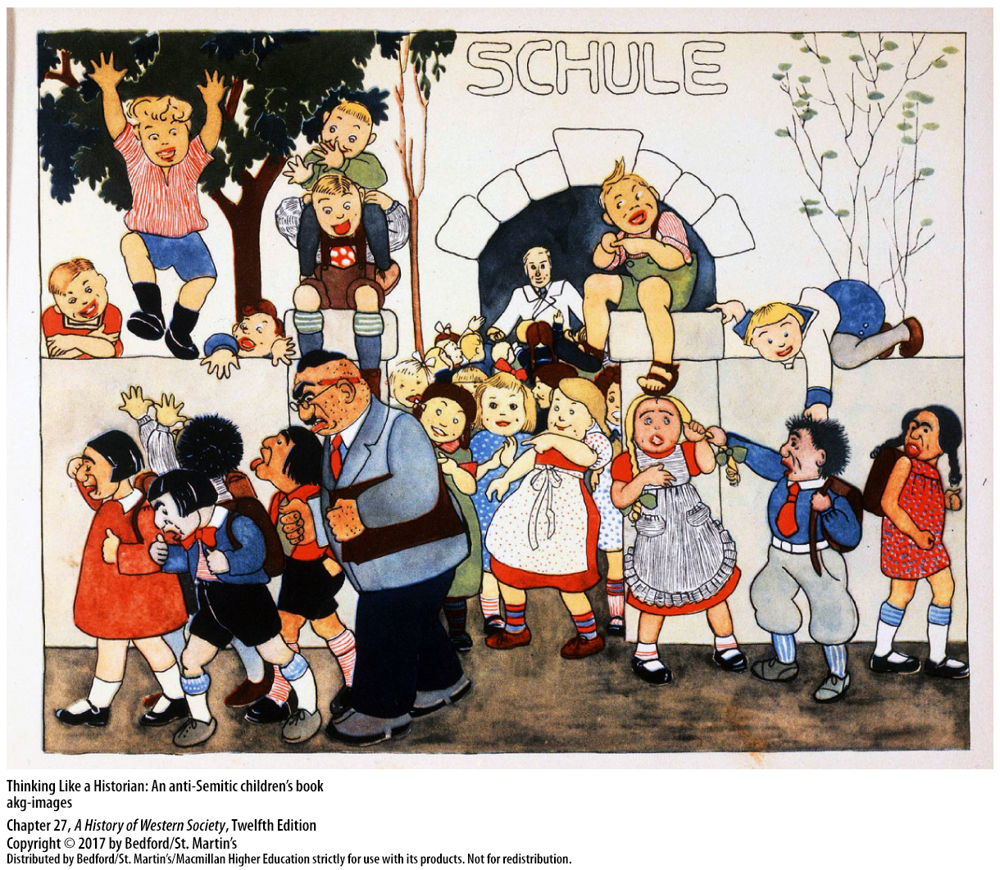 SCHULE
Thinking Like a Historian: An anti-Semitic children's book
akg-images
Chapter 27, A History of Western Society, Twelfth Edition
Copyright © 2017 by Bedford/St. Martin's
Distributed by Bedford/St. Martin's/Macmillan Higher Education strictly for use with its products. Not for redistribution.